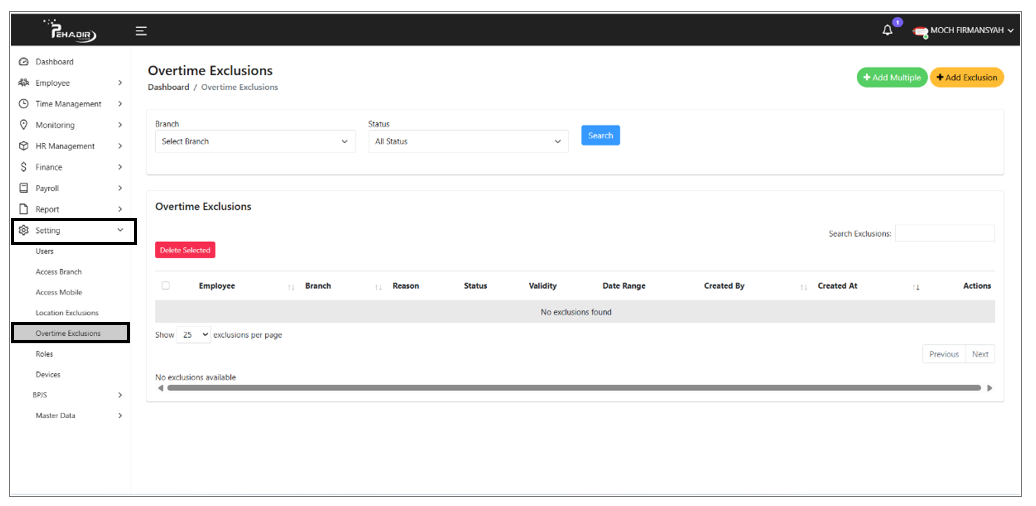 PEHADIR
1
MOCH FIRMANSYAH
Dashboard
Employee
Time Management
Monitoring
HR Management
Finance
Payroll
Report
Setting
Users
Access Branch
Access Mobile
Location Exclusions
Overtime Exclusions
Roles
Devices
BPJS
Master Data
Overtime Exclusions
Dashboard / Overtime Exclusions
+ Add Multiple
+ Add Exclusion
Branch Status
Select Branch All Status Search
Overtime Exclusions
Search Exclusions:
Delete Selected
Employee Branch Reason Status Validity Date Range Created By Created At Actions
No exclusions found
Show 25 exclusions per page
Previous Next
No exclusions available